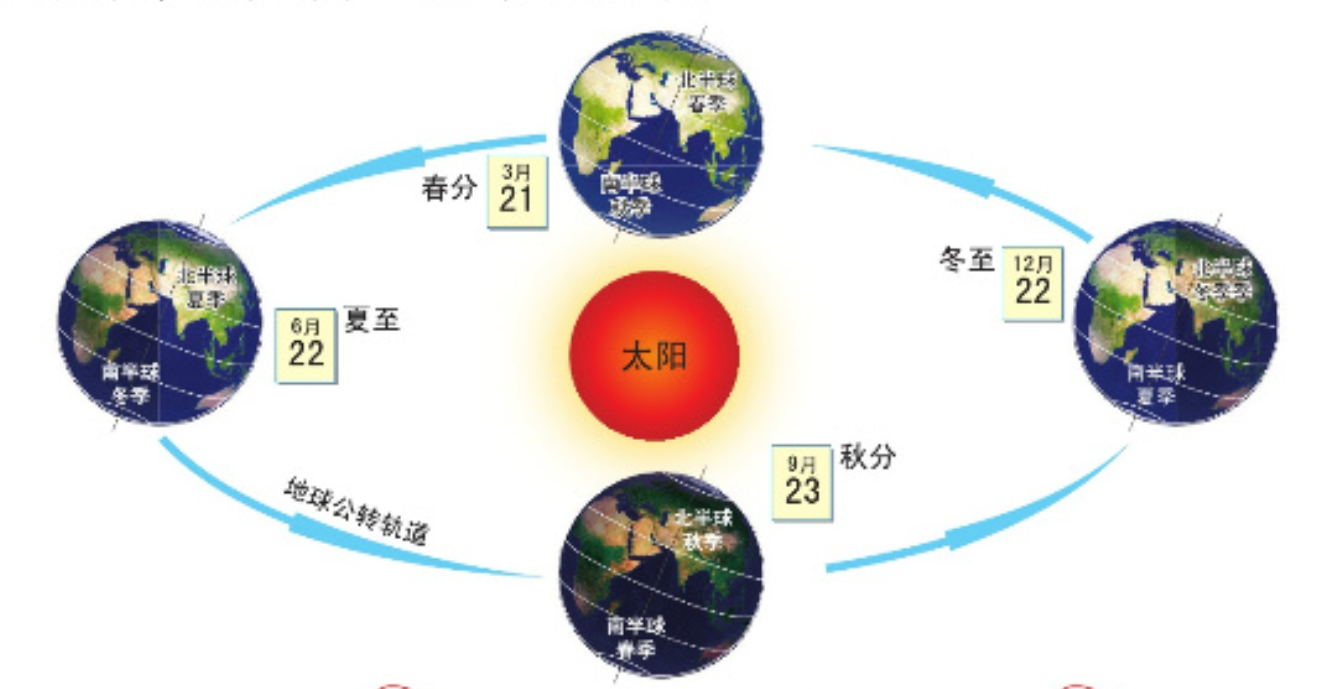 北半球
春季
南半球
秋季
春分
3月
21
北半球
夏季
南半球
冬季
6月
22
夏至
太阳
冬至
12月
22
北半球
冬季季
南半球
夏季
地球公转轨道
9月
23
秋分
北半球
秋季
南半球
春季